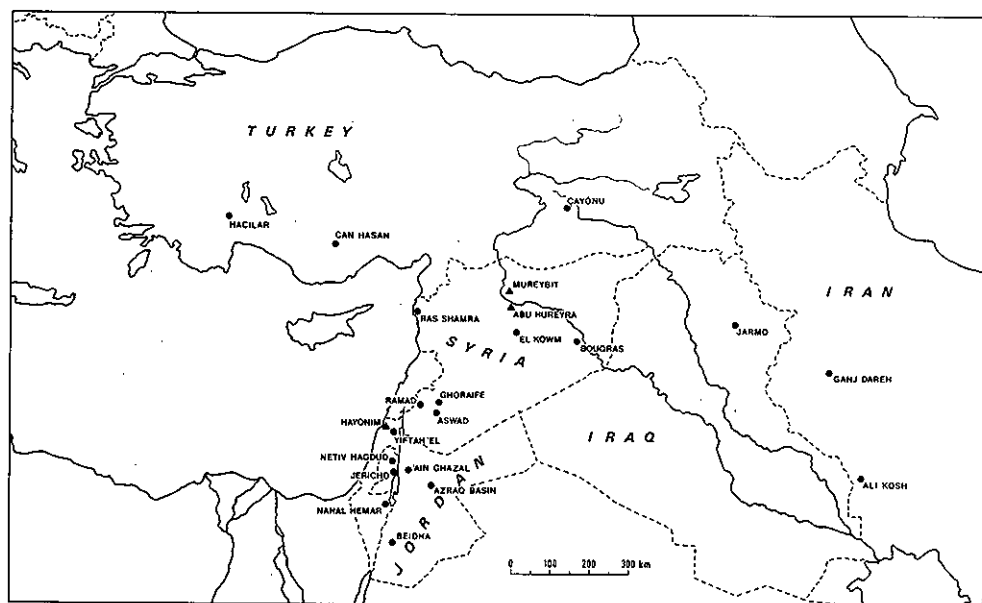 TURKEY
CAYÖNU
HACILAR
CAN HASAN
MUREYBIT
IRAN
ABU HUREYRA
RAS SHAMRA
EL KOWM
JARMO
SYRIA
BOUQRAS
GANJ DAREH
GHORAIFE
RAMAD
ASWAD
HAYONIM
YIFTAH'EL
IRAQ
NETIV HAGDUD
'AIN GHAZAL
JERICHO
AZRAQ BASIN
ALI KOSH
NAHAL HEMAR
JORDAN
BEIDHA
0 100 200 300 km